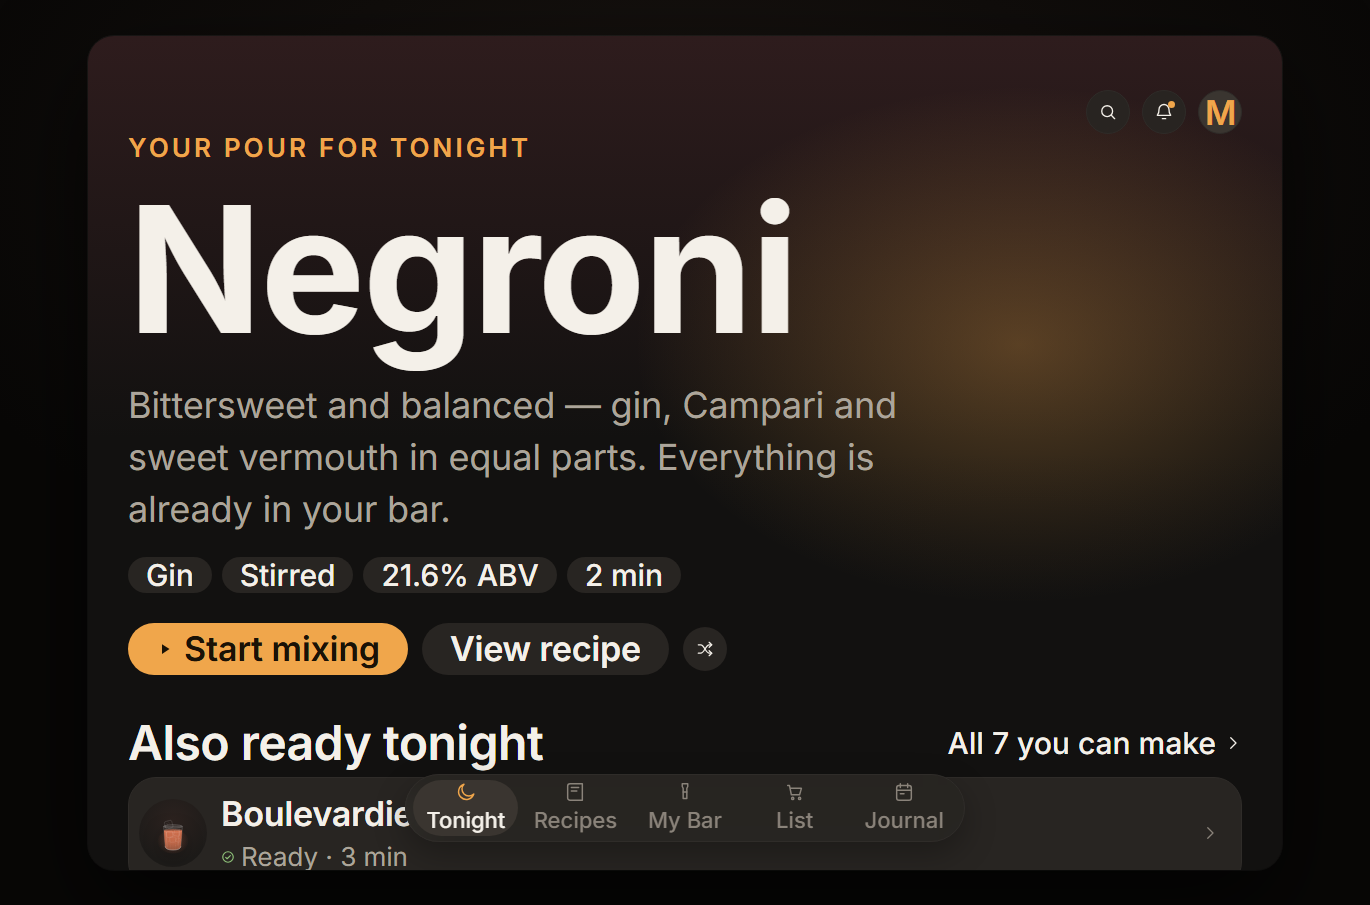 M
YOUR POUR FOR TONIGHT
Negroni
Bittersweet and balanced — gin, Campari and
sweet vermouth in equal parts. Everything is
already in your bar.
Gin
Stirred
21.6% ABV
2 min
Start mixing
View recipe
Also ready tonight
All 7 you can make
Ready · 3 min
Tonight
Recipes
My Bar
List
Journal